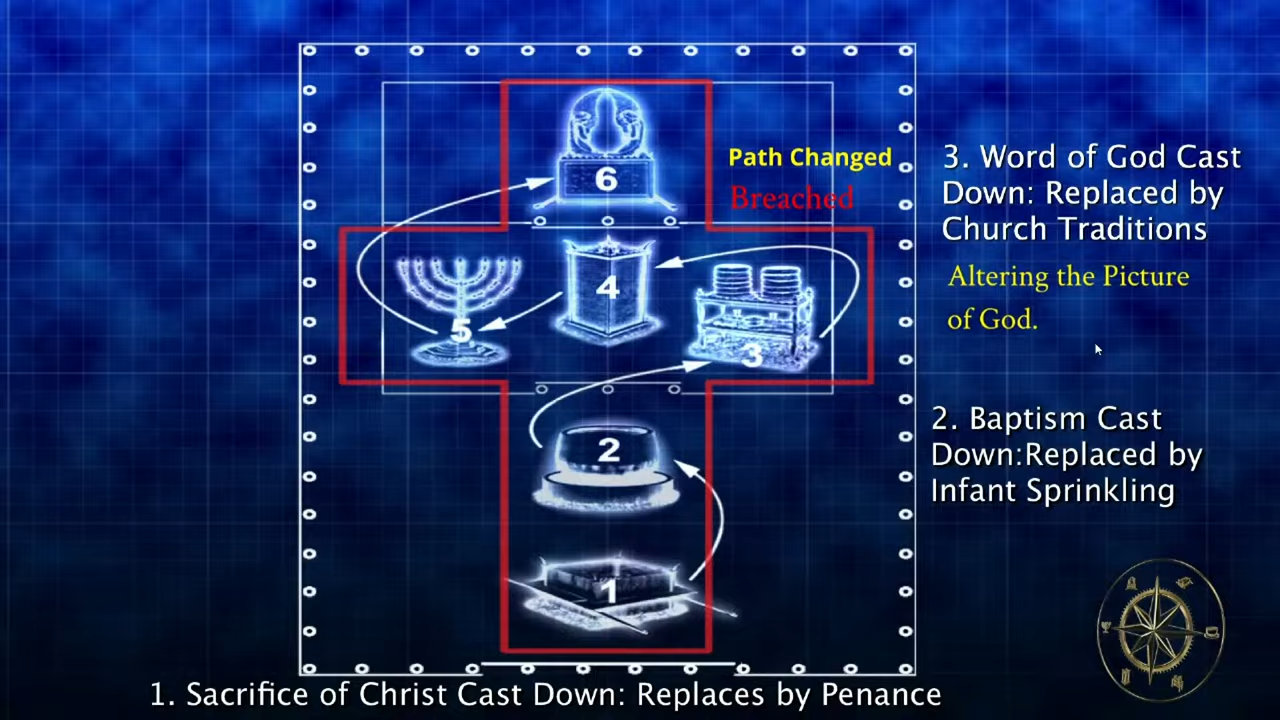 6
Path Changed
Breached
3. Word of God Cast
Down: Replaced by
Church Traditions
Altering the Picture
of God.
4
5
3
2. Baptism Cast
Down:Replaced by
Infant Sprinkling
2
1
1. Sacrifice of Christ Cast Down: Replaces by Penance